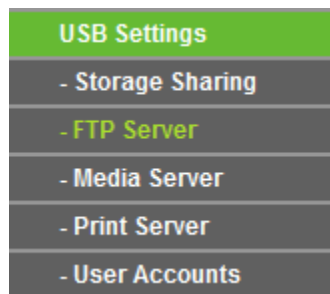 USB Settings
- Storage Sharing
- FTP Server
- Media Server
- Print Server
- User Accounts